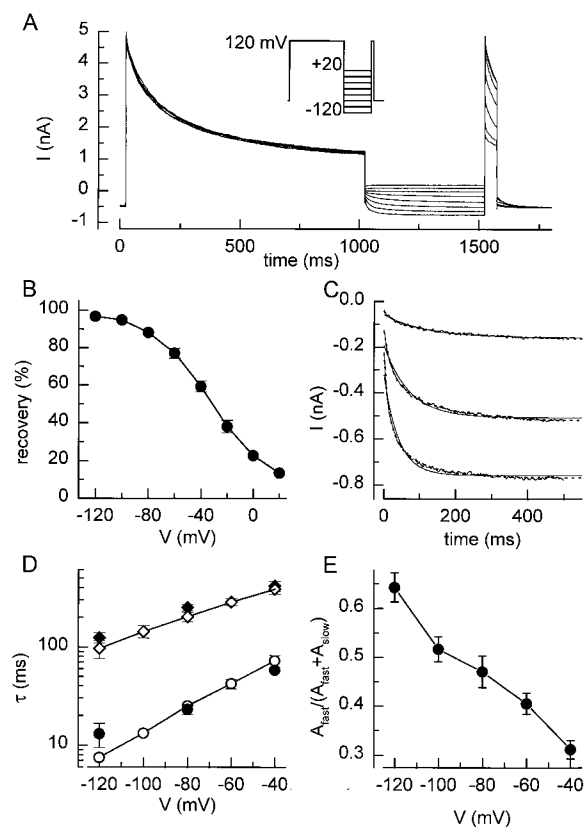 A
5
4
3
2
1
0
-1
I (nA)
120 mV
+20
-120
0 500 1000 1500
time (ms)
B
100
80
60
40
20
0
recovery (%)
-120 -80 -40 0
V (mV)
C
0.0
-0.2
-0.4
-0.6
-0.8
I (nA)
0 200 400
time (ms)
D
100
10
τ (ms)
-120 -100 -80 -60 -40
V (mV)
E
0.6
0.5
0.4
0.3
A_fast/(A_fast+A_slow)
-120 -100 -80 -60 -40
V (mV)